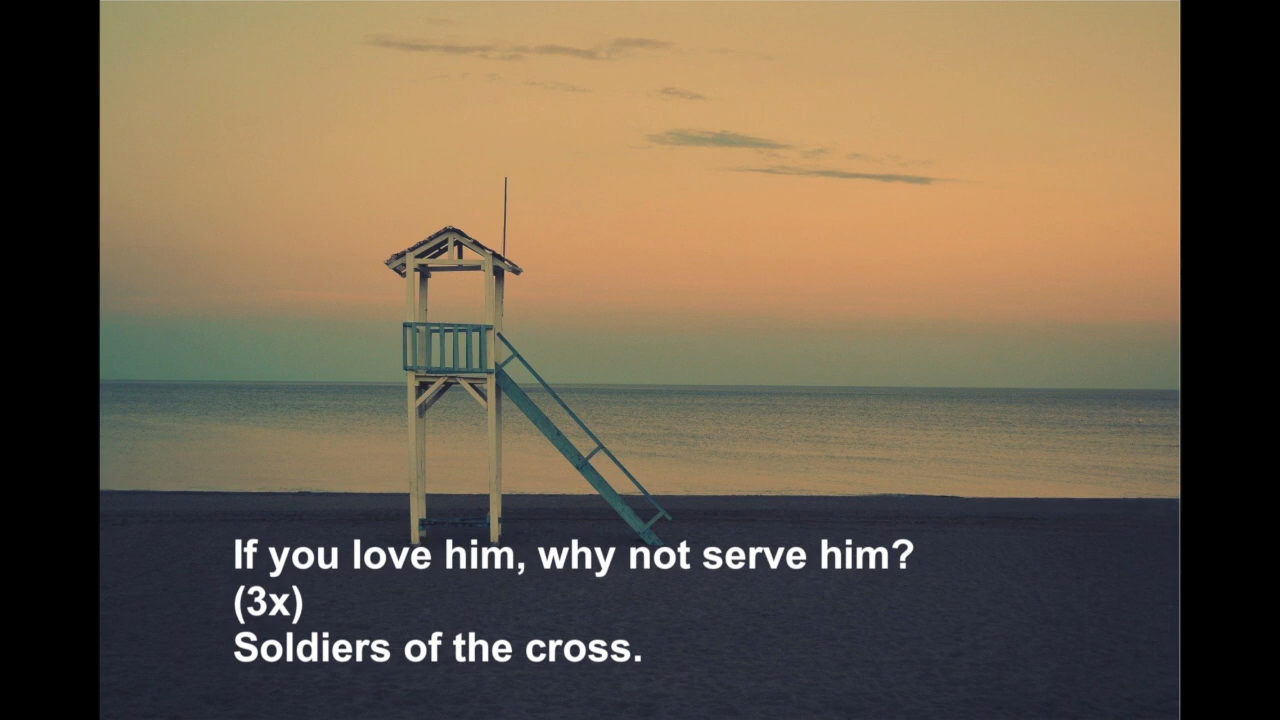 If you love him, why not serve him?
(3x)
Soldiers of the cross.